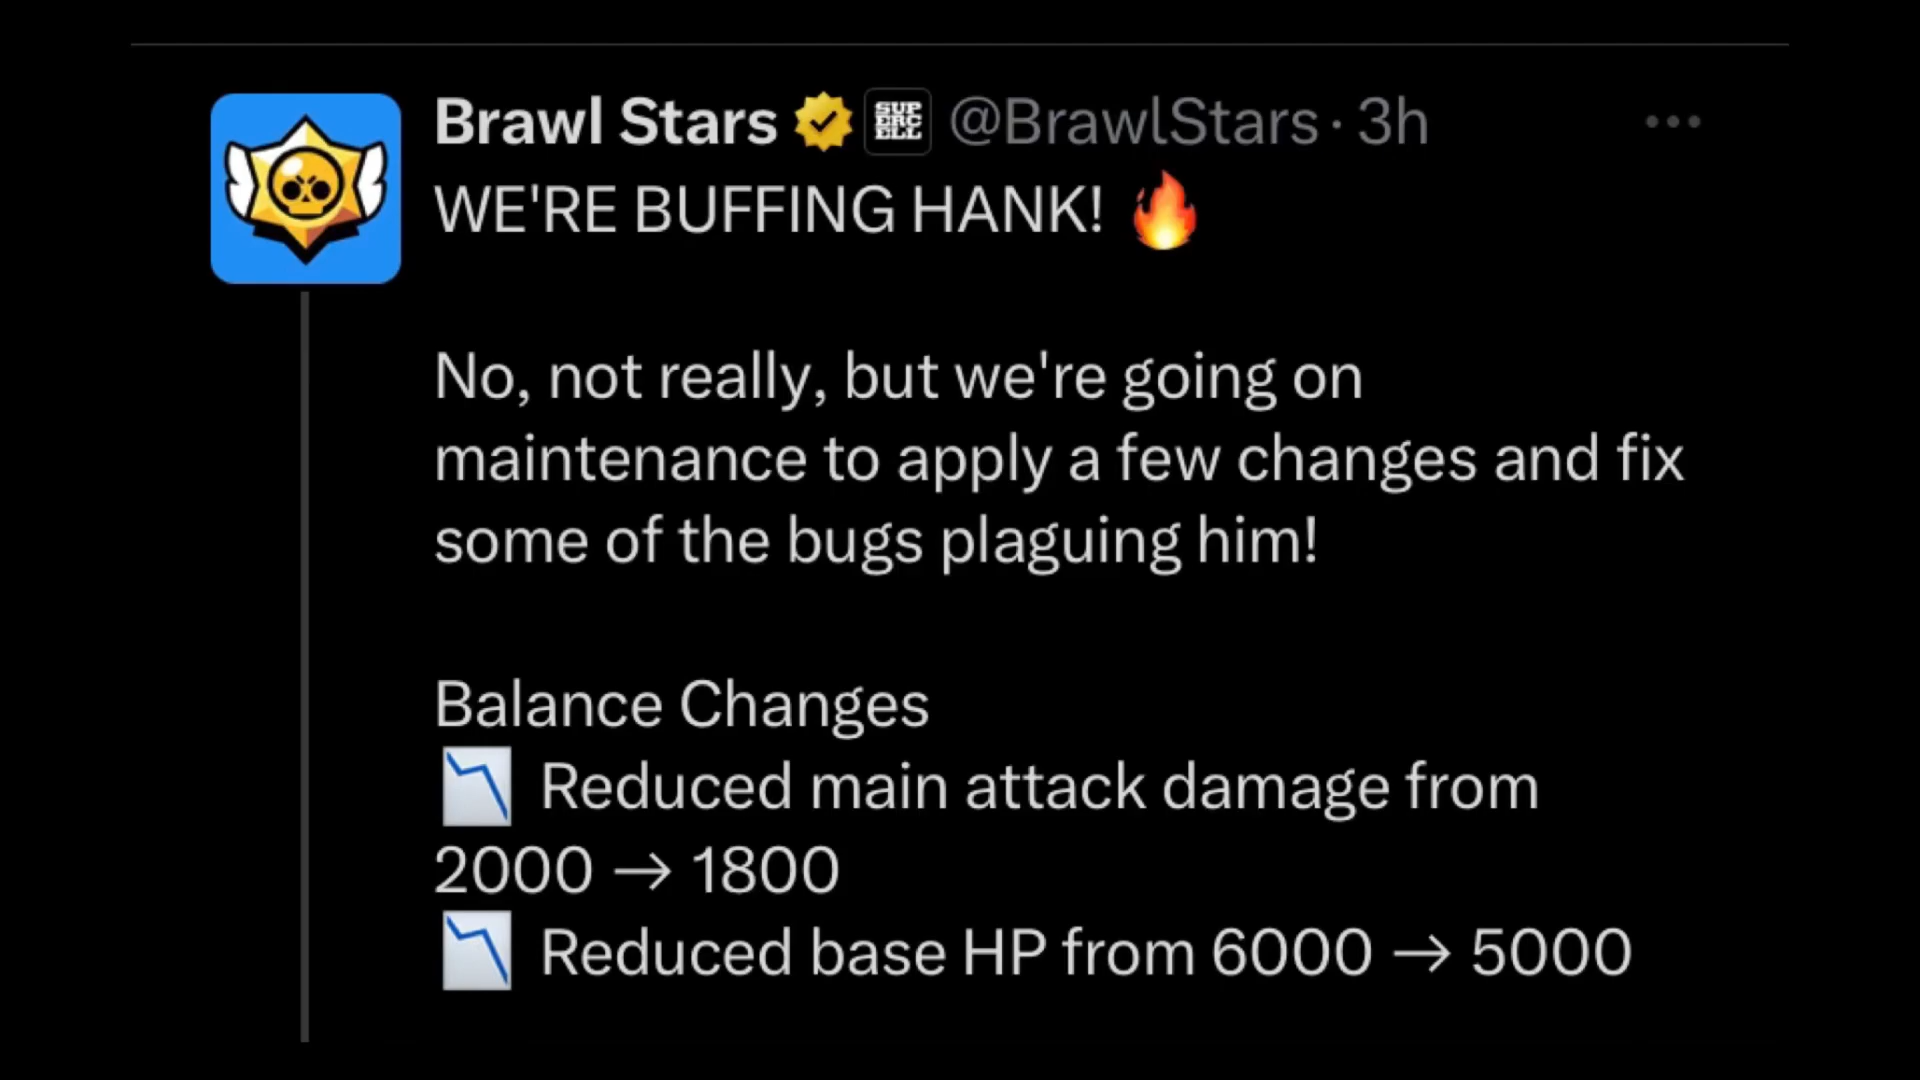 Brawl Stars SUPERCELL @BrawlStars · 3h
WE'RE BUFFING HANK! 🔥
No, not really, but we're going on
maintenance to apply a few changes and fix
some of the bugs plaguing him!
Balance Changes
📉 Reduced main attack damage from
2000 → 1800
📉 Reduced base HP from 6000 → 5000